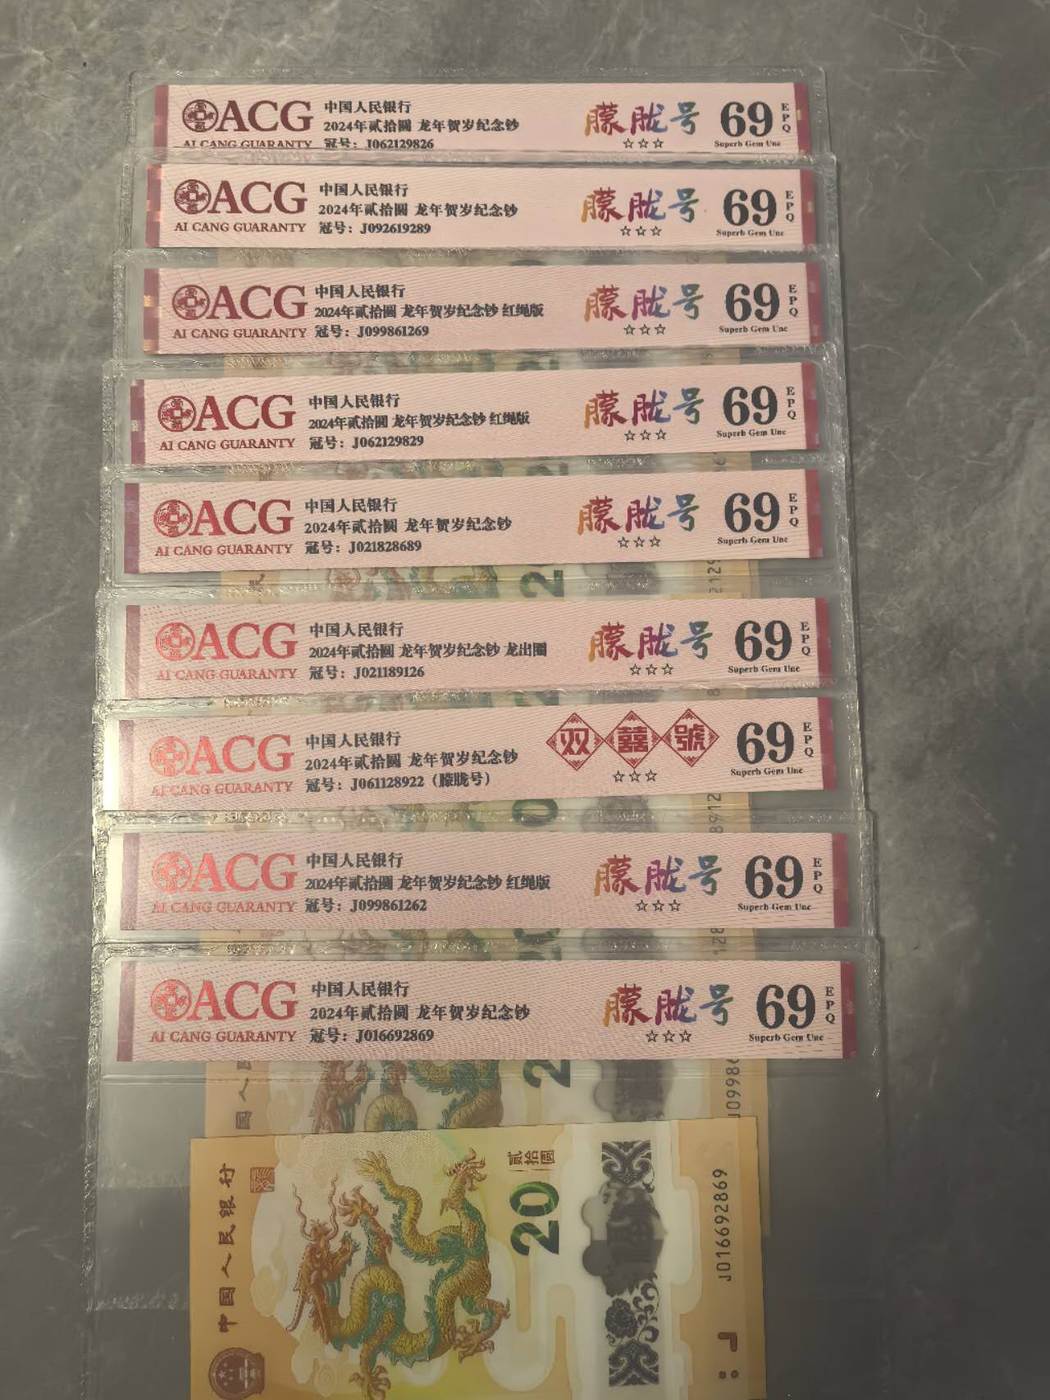 ACG
AI CANG GUARANTY
中国人民银行
2024年贰拾圆 龙年贺岁纪念钞
冠号: J062129826
朦胧号
☆☆☆
69
EPQ
Superb Gem Unc
ACG
AI CANG GUARANTY
中国人民银行
2024年贰拾圆 龙年贺岁纪念钞
冠号: J092619289
朦胧号
☆☆☆
69
EPQ
Superb Gem Unc
ACG
AI CANG GUARANTY
中国人民银行
2024年贰拾圆 龙年贺岁纪念钞 红绳版
冠号: J099861269
朦胧号
☆☆☆
69
EPQ
Superb Gem Unc
ACG
AI CANG GUARANTY
中国人民银行
2024年贰拾圆 龙年贺岁纪念钞 红绳版
冠号: J062129829
朦胧号
☆☆☆
69
EPQ
Superb Gem Unc
ACG
AI CANG GUARANTY
中国人民银行
2024年贰拾圆 龙年贺岁纪念钞
冠号: J021828689
朦胧号
☆☆☆
69
EPQ
Superb Gem Unc
ACG
AI CANG GUARANTY
中国人民银行
2024年贰拾圆 龙年贺岁纪念钞 龙出圈
冠号: J021189126
朦胧号
☆☆☆
69
EPQ
Superb Gem Unc
ACG
AI CANG GUARANTY
中国人民银行
2024年贰拾圆 龙年贺岁纪念钞
冠号: J061128922 (朦胧号)
双囍號
☆☆☆
69
EPQ
Superb Gem Unc
ACG
AI CANG GUARANTY
中国人民银行
2024年贰拾圆 龙年贺岁纪念钞 红绳版
冠号: J099861262
朦胧号
☆☆☆
69
EPQ
Superb Gem Unc
ACG
AI CANG GUARANTY
中国人民银行
2024年贰拾圆 龙年贺岁纪念钞
冠号: J016692869
朦胧号
☆☆☆
69
EPQ
Superb Gem Unc
中国人民银行
贰拾圆
20
J016692869